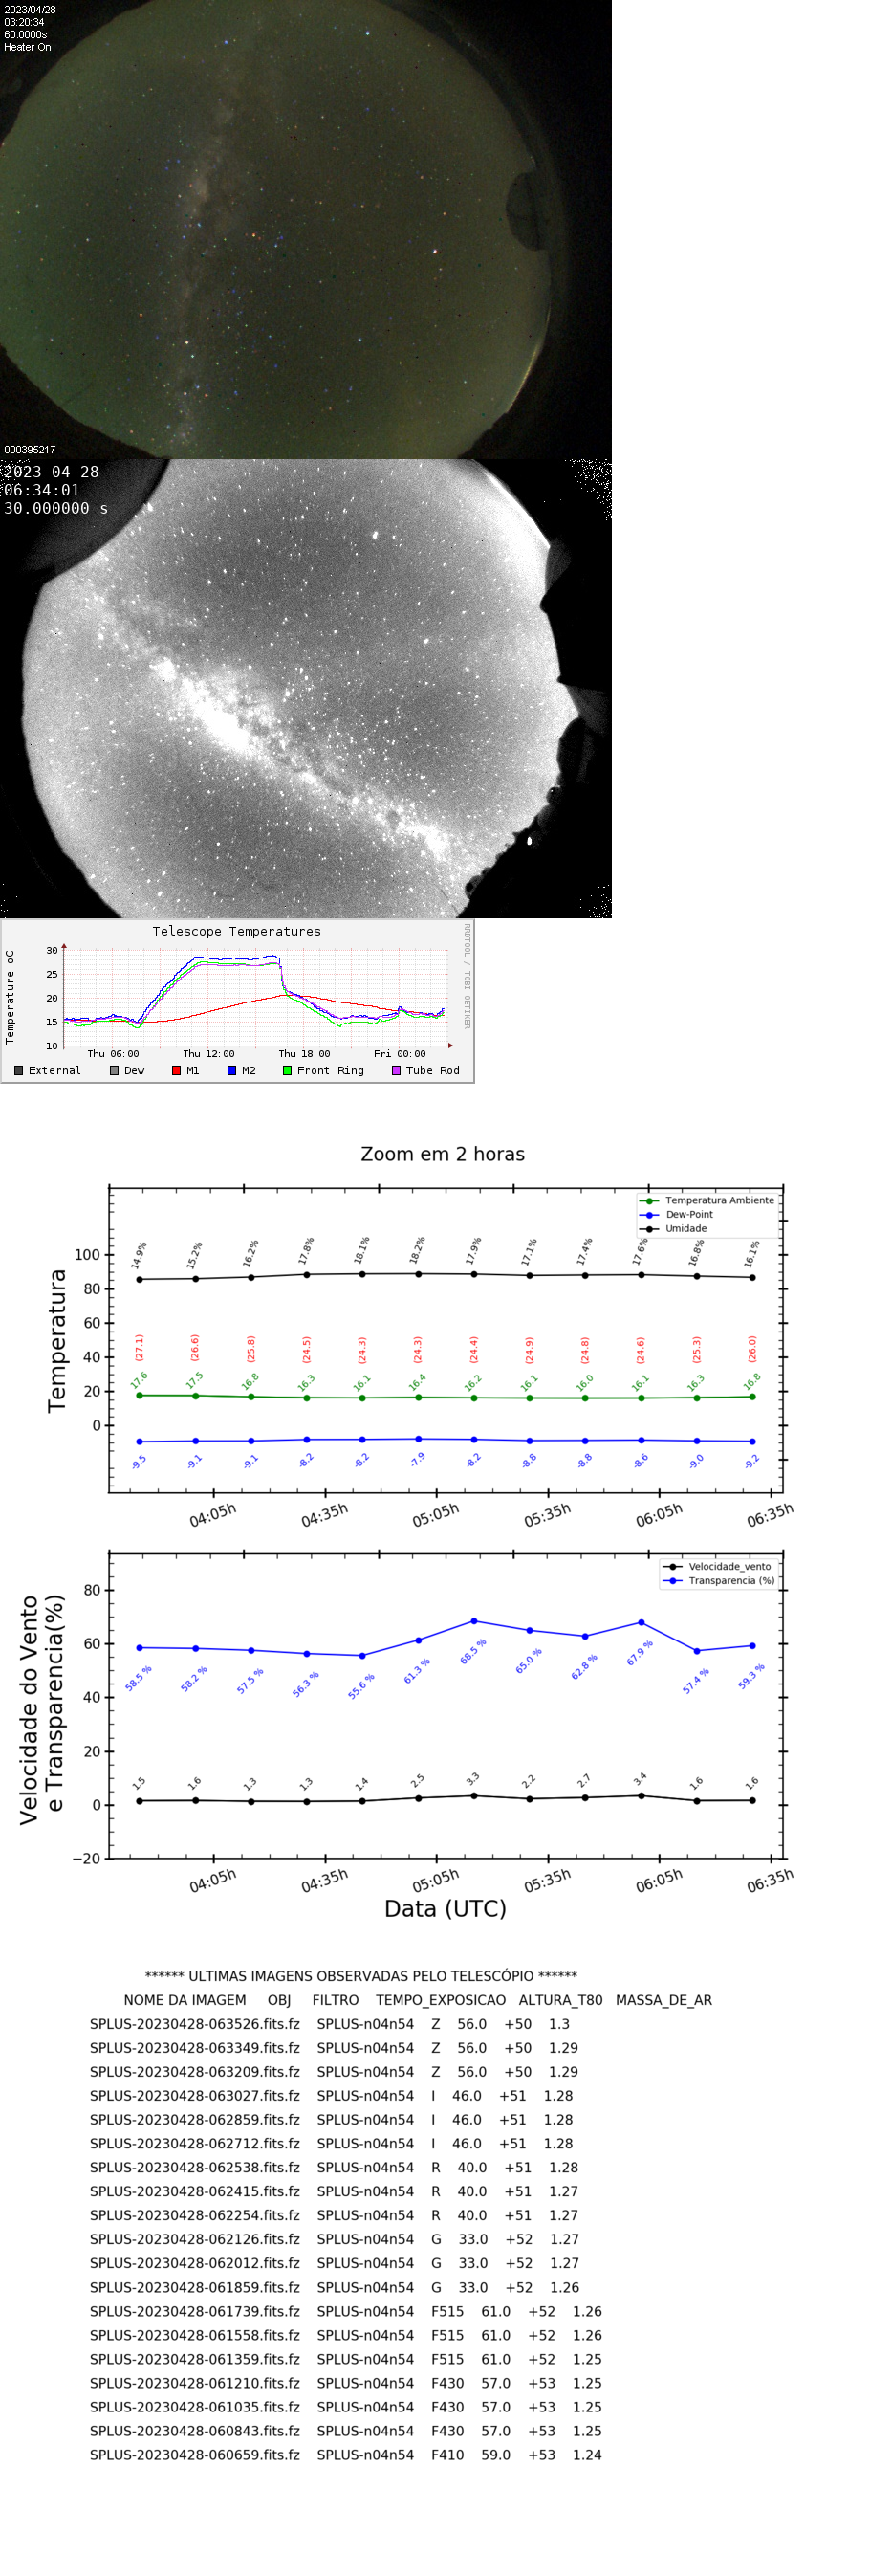 2023/04/28
03:20:34
60.0000s
Heater On
000395217
2023-04-28
06:34:01
30.000000 s
Telescope Temperatures
RRDTOOL / TOBI OETIKER
Temperature oC
30
25
20
15
10
Thu 06:00 Thu 12:00 Thu 18:00 Fri 00:00
External Dew M1 M2 Front Ring Tube Rod
Zoom em 2 horas
Temperatura Ambiente
Dew-Point
Umidade
Temperatura
100
80
60
40
20
0
14.9% 15.2% 16.2% 17.8% 18.1% 18.2% 17.9% 17.1% 17.4% 17.6% 16.8% 16.1%
(27.1) (26.6) (25.8) (24.5) (24.3) (24.3) (24.4) (24.9) (24.8) (24.6) (25.3) (26.0)
17.6 17.5 16.8 16.3 16.1 16.4 16.2 16.1 16.0 16.1 16.3 16.8
-9.5 -9.1 -9.1 -8.2 -8.2 -7.9 -8.2 -8.8 -8.8 -8.6 -9.0 -9.2
04:05h 04:35h 05:05h 05:35h 06:05h 06:35h
Velocidade_vento
Transparencia (%)
Velocidade do Vento
e Transparencia(%)
80
60
40
20
0
−20
58.5 % 58.2 % 57.5 % 56.3 % 55.6 % 61.3 % 68.5 % 65.0 % 62.8 % 67.9 % 57.4 % 59.3 %
1.5 1.6 1.3 1.3 1.4 2.5 3.3 2.2 2.7 3.4 1.6 1.6
04:05h 04:35h 05:05h 05:35h 06:05h 06:35h
Data (UTC)
****** ULTIMAS IMAGENS OBSERVADAS PELO TELESCÓPIO ******
NOME DA IMAGEM OBJ FILTRO TEMPO_EXPOSICAO ALTURA_T80 MASSA_DE_AR
SPLUS-20230428-063526.fits.fz SPLUS-n04n54 Z 56.0 +50 1.3
SPLUS-20230428-063349.fits.fz SPLUS-n04n54 Z 56.0 +50 1.29
SPLUS-20230428-063209.fits.fz SPLUS-n04n54 Z 56.0 +50 1.29
SPLUS-20230428-063027.fits.fz SPLUS-n04n54 I 46.0 +51 1.28
SPLUS-20230428-062859.fits.fz SPLUS-n04n54 I 46.0 +51 1.28
SPLUS-20230428-062712.fits.fz SPLUS-n04n54 I 46.0 +51 1.28
SPLUS-20230428-062538.fits.fz SPLUS-n04n54 R 40.0 +51 1.28
SPLUS-20230428-062415.fits.fz SPLUS-n04n54 R 40.0 +51 1.27
SPLUS-20230428-062254.fits.fz SPLUS-n04n54 R 40.0 +51 1.27
SPLUS-20230428-062126.fits.fz SPLUS-n04n54 G 33.0 +52 1.27
SPLUS-20230428-062012.fits.fz SPLUS-n04n54 G 33.0 +52 1.27
SPLUS-20230428-061859.fits.fz SPLUS-n04n54 G 33.0 +52 1.26
SPLUS-20230428-061739.fits.fz SPLUS-n04n54 F515 61.0 +52 1.26
SPLUS-20230428-061558.fits.fz SPLUS-n04n54 F515 61.0 +52 1.26
SPLUS-20230428-061359.fits.fz SPLUS-n04n54 F515 61.0 +52 1.25
SPLUS-20230428-061210.fits.fz SPLUS-n04n54 F430 57.0 +53 1.25
SPLUS-20230428-061035.fits.fz SPLUS-n04n54 F430 57.0 +53 1.25
SPLUS-20230428-060843.fits.fz SPLUS-n04n54 F430 57.0 +53 1.25
SPLUS-20230428-060659.fits.fz SPLUS-n04n54 F410 59.0 +53 1.24